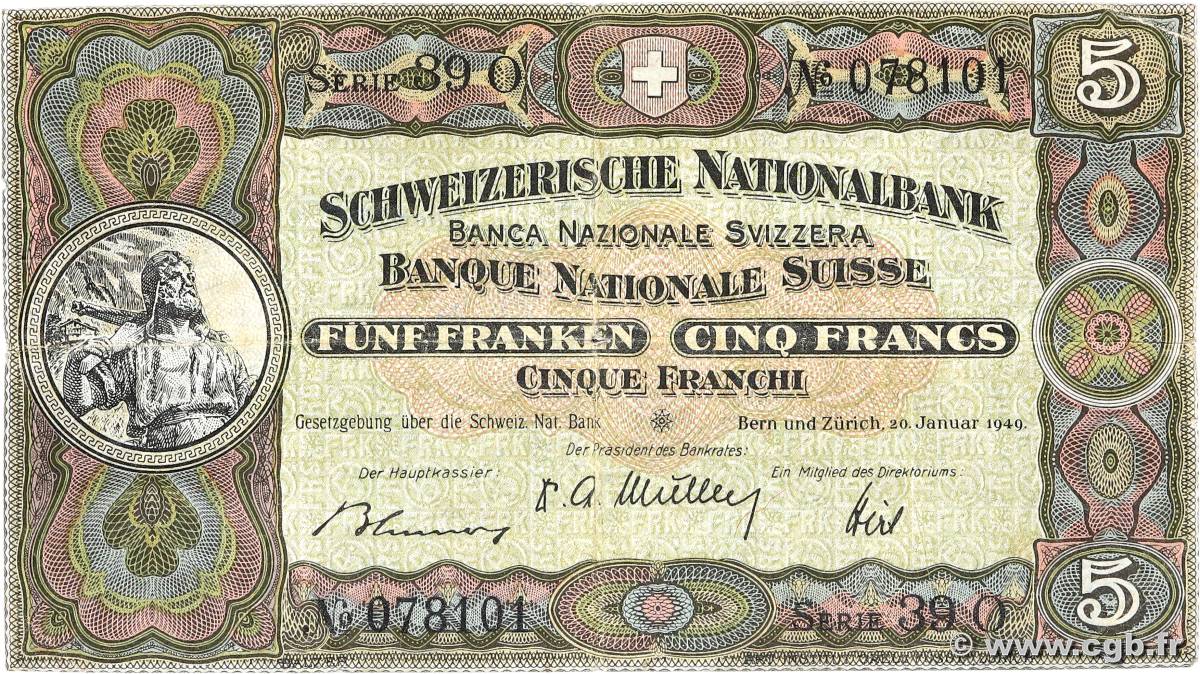 SERIE 39 O No 078101 5
SCHWEIZERISCHE NATIONALBANK
BANCA NAZIONALE SVIZZERA
BANQUE NATIONALE SUISSE
FÜNF FRANKEN CINQ FRANCS
CINQUE FRANCHI
Gesetzgebung über die Schweiz. Nat. Bank Bern und Zürich, 20. Januar 1949.
Der Präsident des Bankrates:
Der Hauptkassier: Ein Mitglied des Direktoriums:
No 078101 SERIE 39 O 5
BALZER
© www.cgb.fr